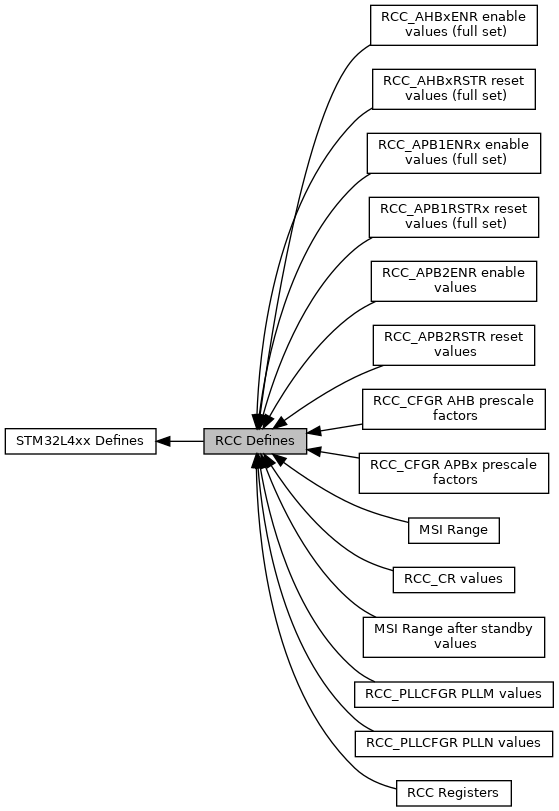 RCC_AHBxENR enable
values (full set)
RCC_AHBxRSTR reset
values (full set)
RCC_APB1ENRx enable
values (full set)
RCC_APB1RSTRx reset
values (full set)
RCC_APB2ENR enable
values
RCC_APB2RSTR reset
values
RCC_CFGR AHB prescale
factors
STM32L4xx Defines
RCC Defines
RCC_CFGR APBx prescale
factors
MSI Range
RCC_CR values
MSI Range after standby
values
RCC_PLLCFGR PLLM values
RCC_PLLCFGR PLLN values
RCC Registers